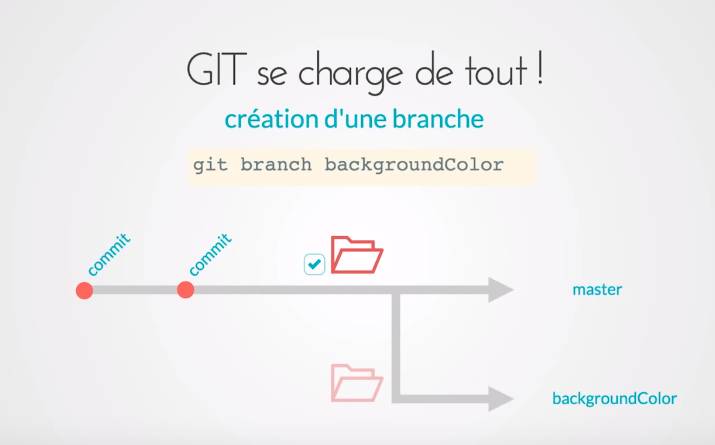 GIT se charge de tout !
création d'une branche
git branch backgroundColor
commit
commit
master
backgroundColor